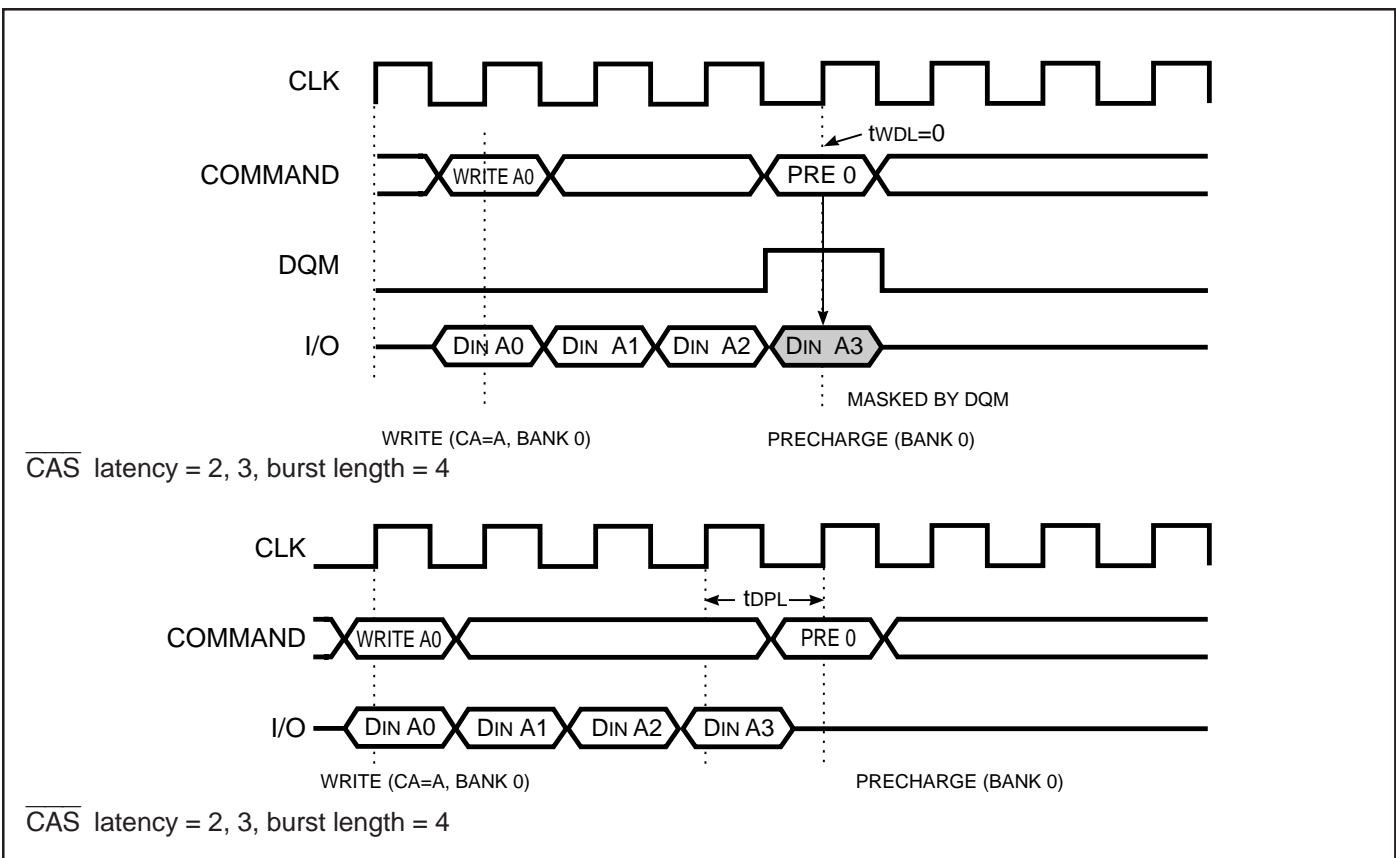 CLK
tWDL=0
COMMAND
WRITE A0
PRE 0
DQM
I/O
DIN A0
DIN A1
DIN A2
DIN A3
MASKED BY DQM
WRITE (CA=A, BANK 0)
PRECHARGE (BANK 0)
C̅A̅S̅ latency = 2, 3, burst length = 4
CLK
tDPL
COMMAND
WRITE A0
PRE 0
I/O
DIN A0
DIN A1
DIN A2
DIN A3
WRITE (CA=A, BANK 0)
PRECHARGE (BANK 0)
C̅A̅S̅ latency = 2, 3, burst length = 4